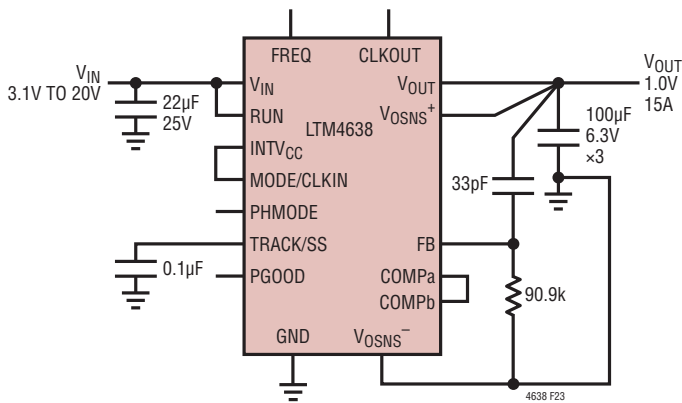 FREQ
CLKOUT
VIN
3.1V TO 20V
VIN
VOUT
VOUT
1.0V
15A
22µF
25V
RUN
VOSNS+
LTM4638
100µF
6.3V
×3
INTVCC
MODE/CLKIN
33pF
PHMODE
TRACK/SS
FB
0.1µF
PGOOD
COMPa
COMPb
90.9k
GND
VOSNS–
4638 F23